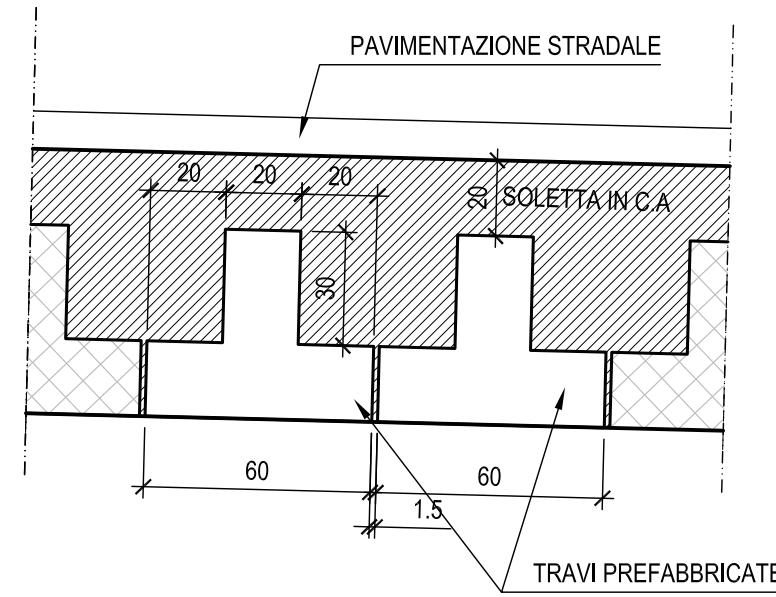 PAVIMENTAZIONE STRADALE
20 20 20
20 SOLETTA IN C.A
30
60 60
1.5
TRAVI PREFABBRICATE